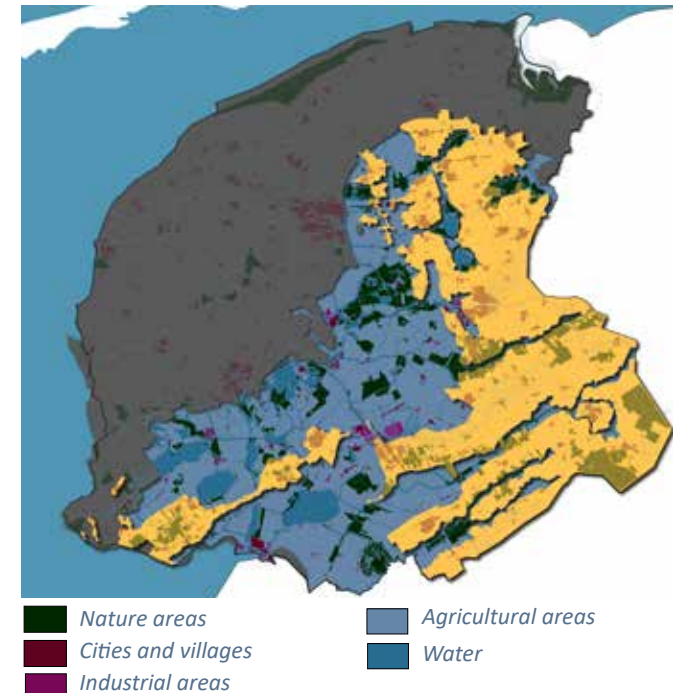 Nature areas
Cities and villages
Industrial areas
Agricultural areas
Water